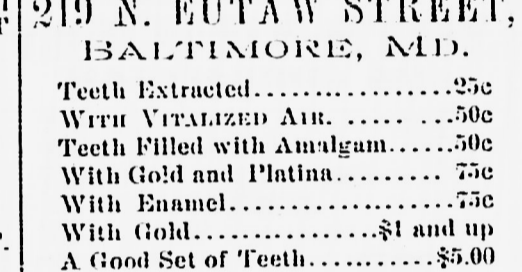 219 N. EUTAW STREET,
BALTIMORE, MD.
Teeth Extracted..................25c
With Vitalized Air. ..... ...50c
Teeth Filled with Amalgam......50c
With Gold and Platina......... 75c
With Enamel....................75c
With Gold................$1 and up
A Good Set of Teeth...........$5.00